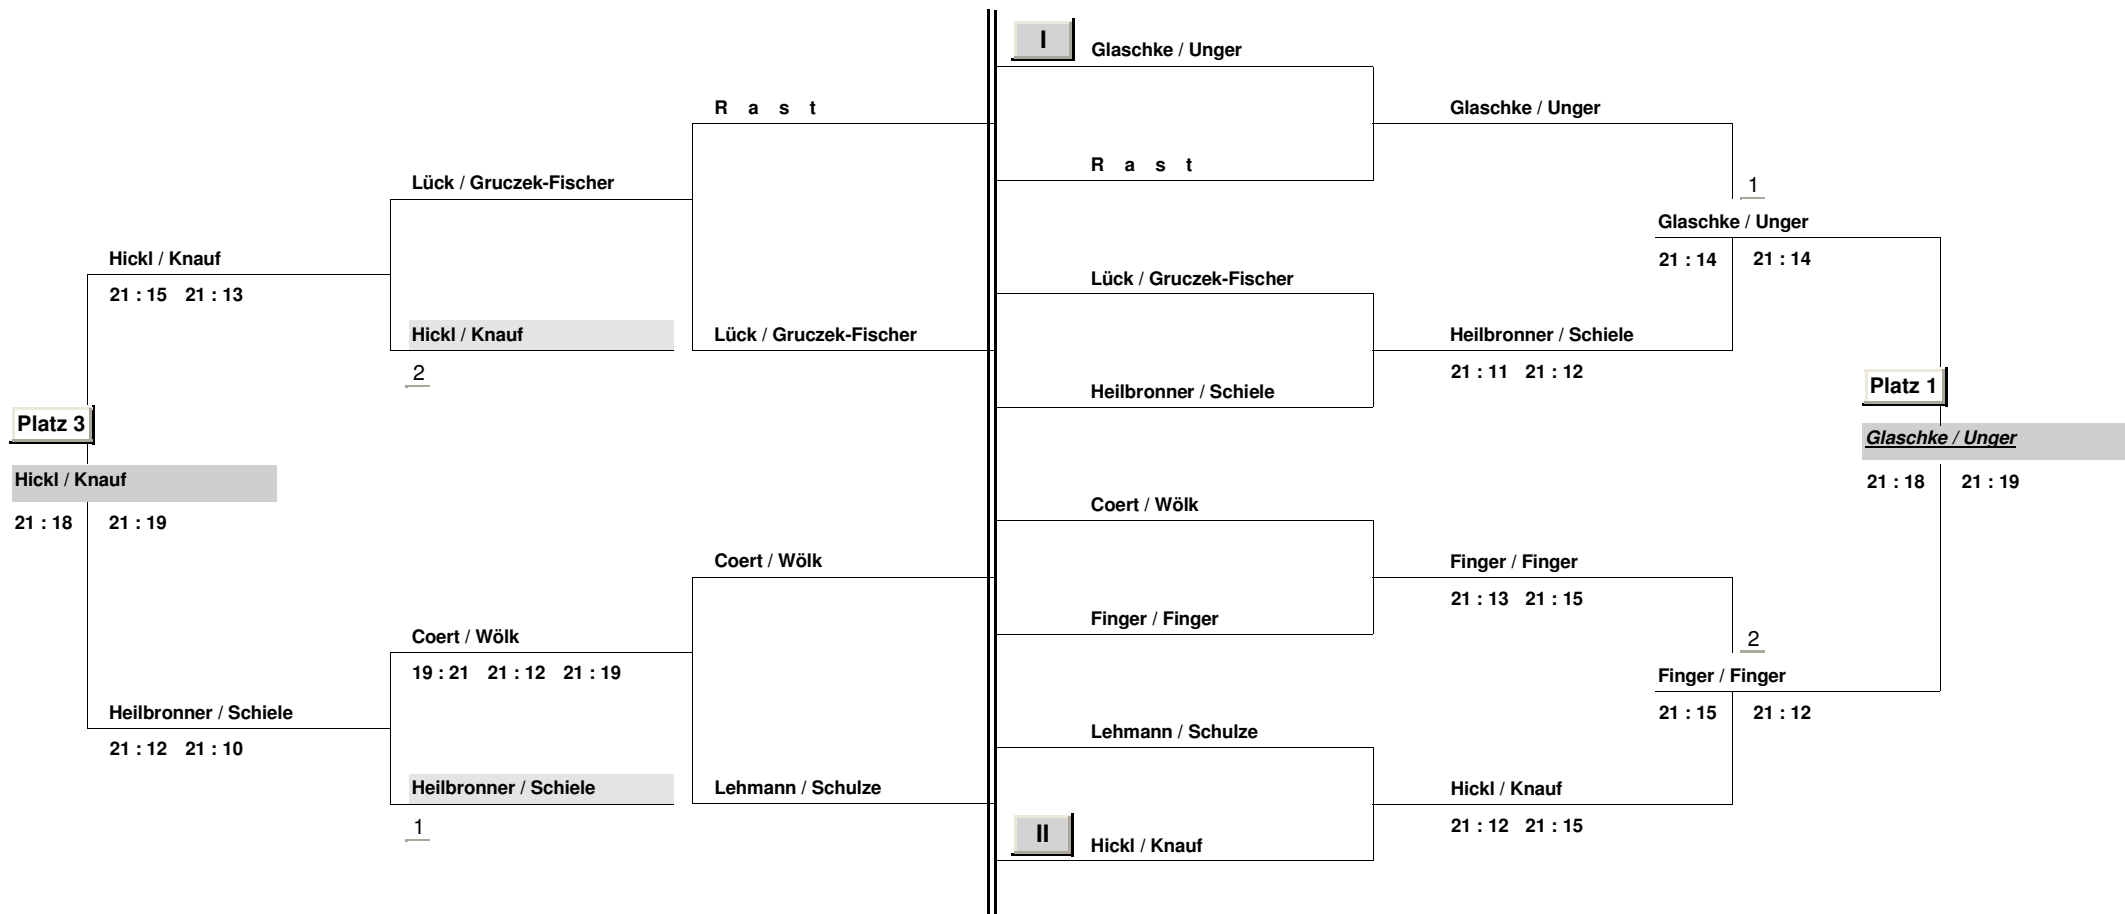 I
Glaschke / Unger
R a s t
Glaschke / Unger
R a s t
Lück / Gruczek-Fischer
1
Glaschke / Unger
Hickl / Knauf
21 : 14 21 : 14
Lück / Gruczek-Fischer
21 : 15 21 : 13
Hickl / Knauf
Lück / Gruczek-Fischer
Heilbronner / Schiele
2
21 : 11 21 : 12
Platz 1
Heilbronner / Schiele
Platz 3
Glaschke / Unger
Hickl / Knauf
21 : 18 21 : 19
Coert / Wölk
21 : 18 21 : 19
Coert / Wölk
Finger / Finger
21 : 13 21 : 15
Finger / Finger
Coert / Wölk
2
19 : 21 21 : 12 21 : 19
Finger / Finger
Heilbronner / Schiele
21 : 15 21 : 12
Lehmann / Schulze
21 : 12 21 : 10
Heilbronner / Schiele
Lehmann / Schulze
Hickl / Knauf
1
21 : 12 21 : 15
II
Hickl / Knauf